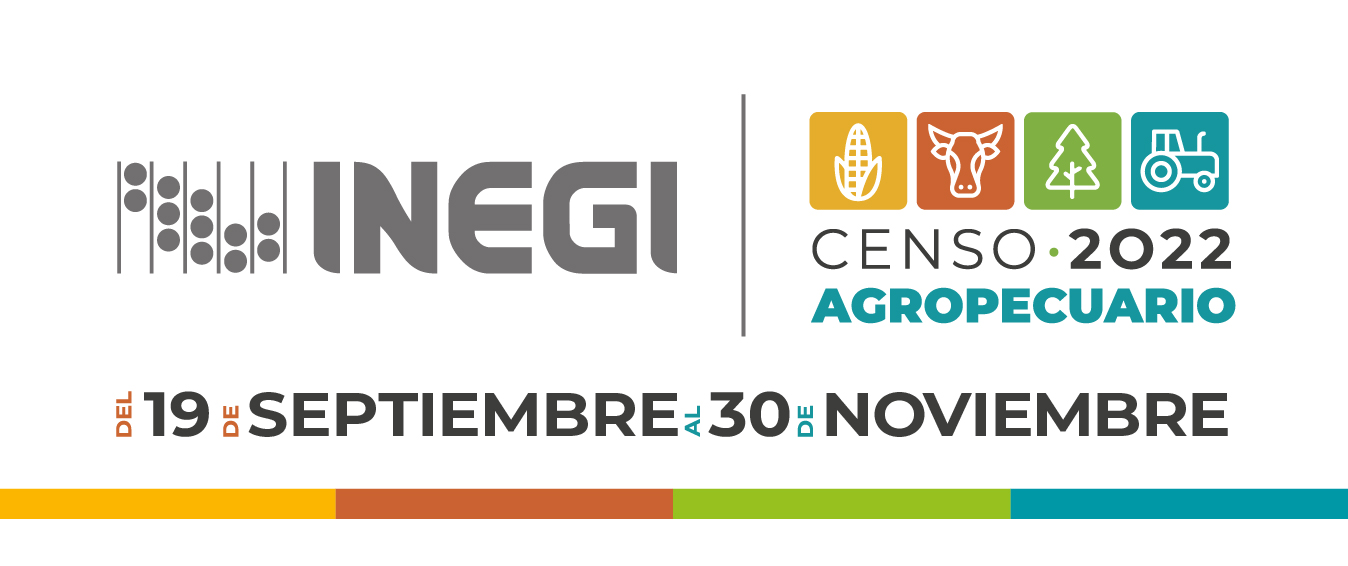 INEGI
CENSO · 2022
AGROPECUARIO
DEL 19 DE SEPTIEMBRE AL 30 DE NOVIEMBRE